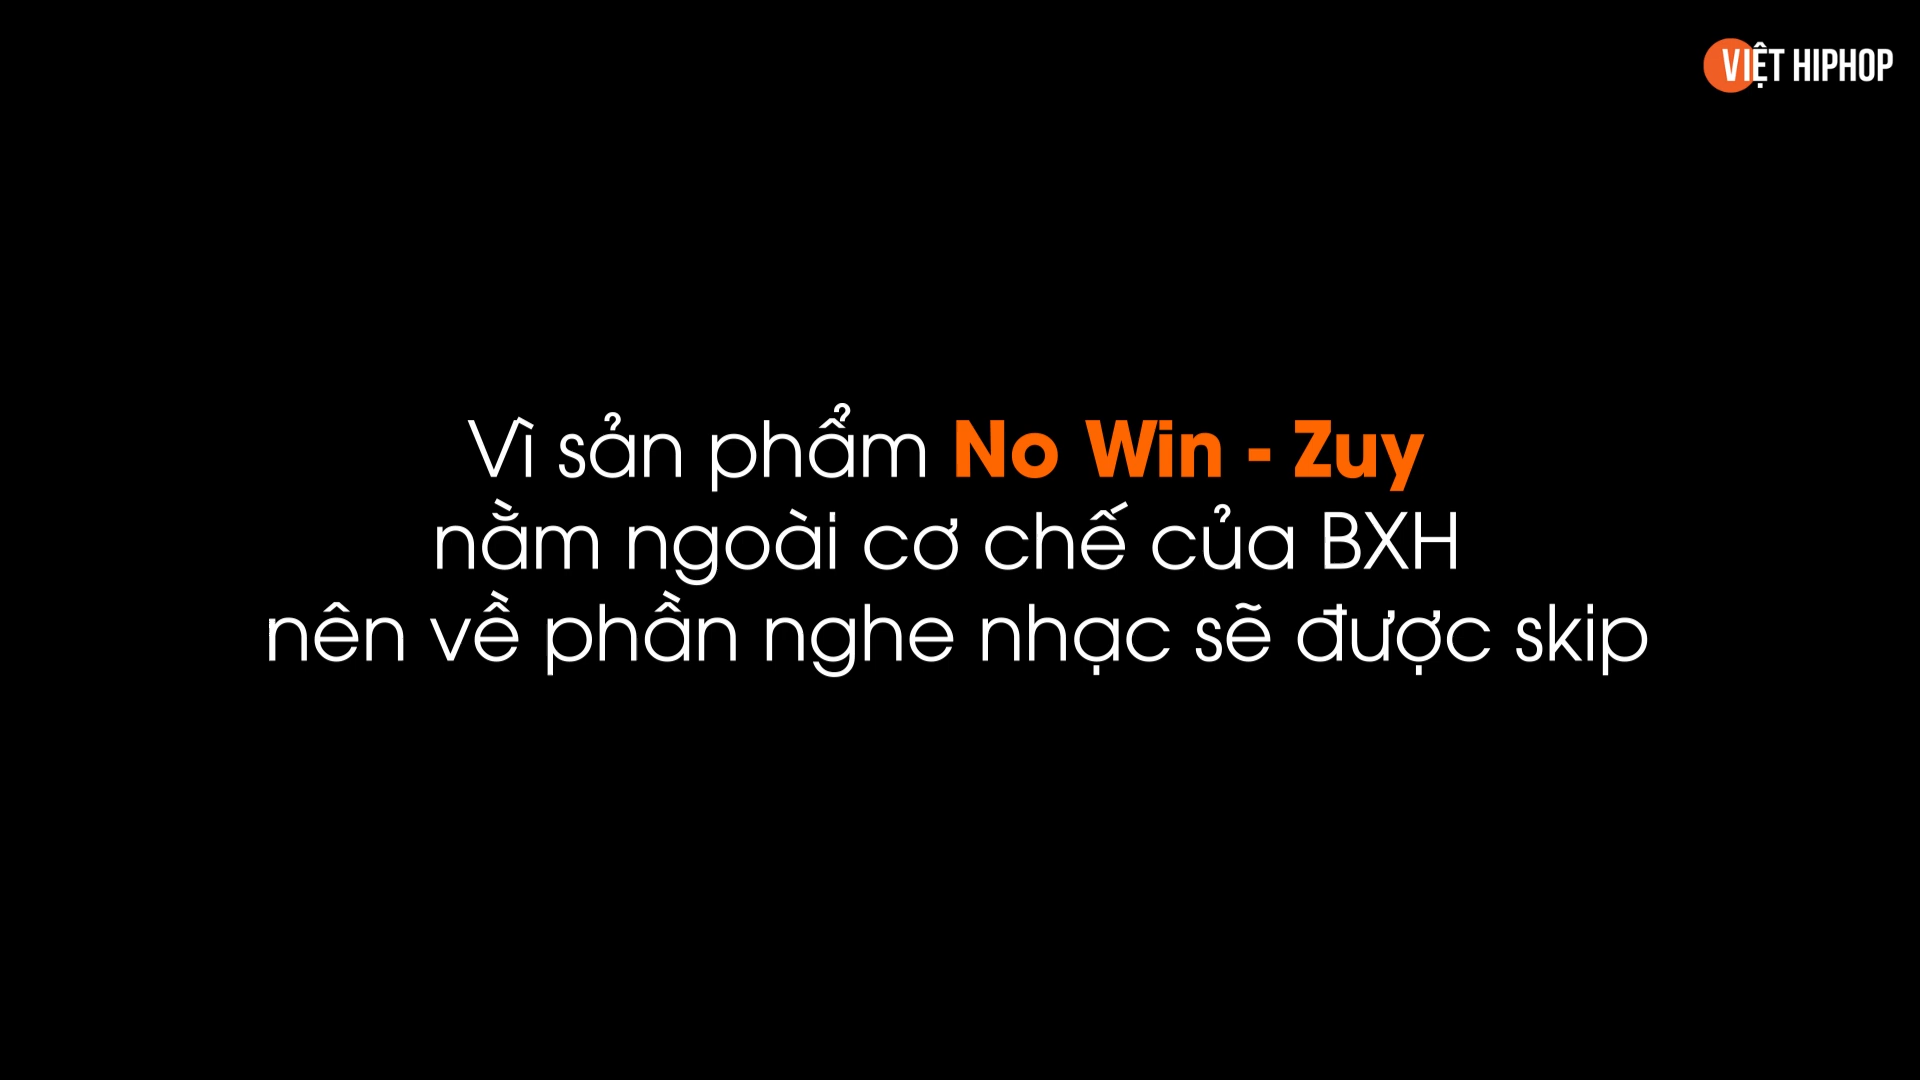 VIỆT HIPHOP
Vì sản phẩm No Win - Zuy
nằm ngoài cơ chế của BXH
nên về phần nghe nhạc sẽ được skip